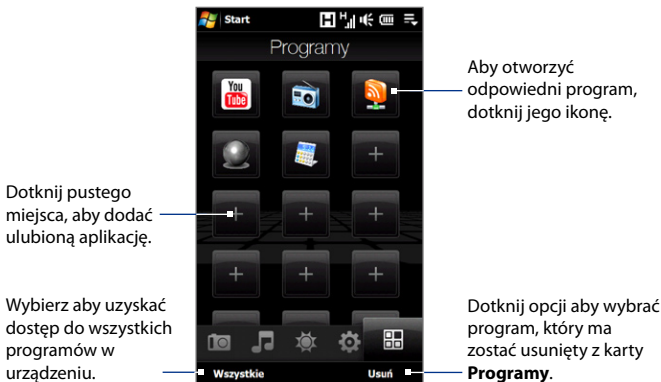 Start
H
H
Programy
You
Tube
Aby otworzyć
odpowiedni program,
dotknij jego ikonę.
Dotknij pustego
miejsca, aby dodać
ulubioną aplikację.
Wybierz aby uzyskać
dostęp do wszystkich
programów w
urządzeniu.
Dotknij opcji aby wybrać
program, który ma
zostać usunięty z karty
Programy.
Wszystkie
Usuń